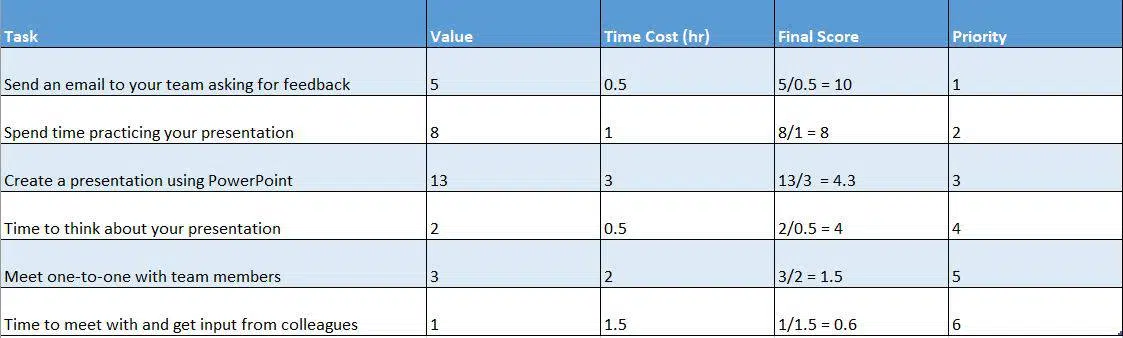 Task Value Time Cost (hr) Final Score Priority
Send an email to your team asking for feedback 5 0.5 5/0.5 = 10 1
Spend time practicing your presentation 8 1 8/1 = 8 2
Create a presentation using PowerPoint 13 3 13/3  = 4.3 3
Time to think about your presentation 2 0.5 2/0.5 = 4 4
Meet one-to-one with team members 3 2 3/2 = 1.5 5
Time to meet with and get input from colleagues 1 1.5 1/1.5 = 0.6 6